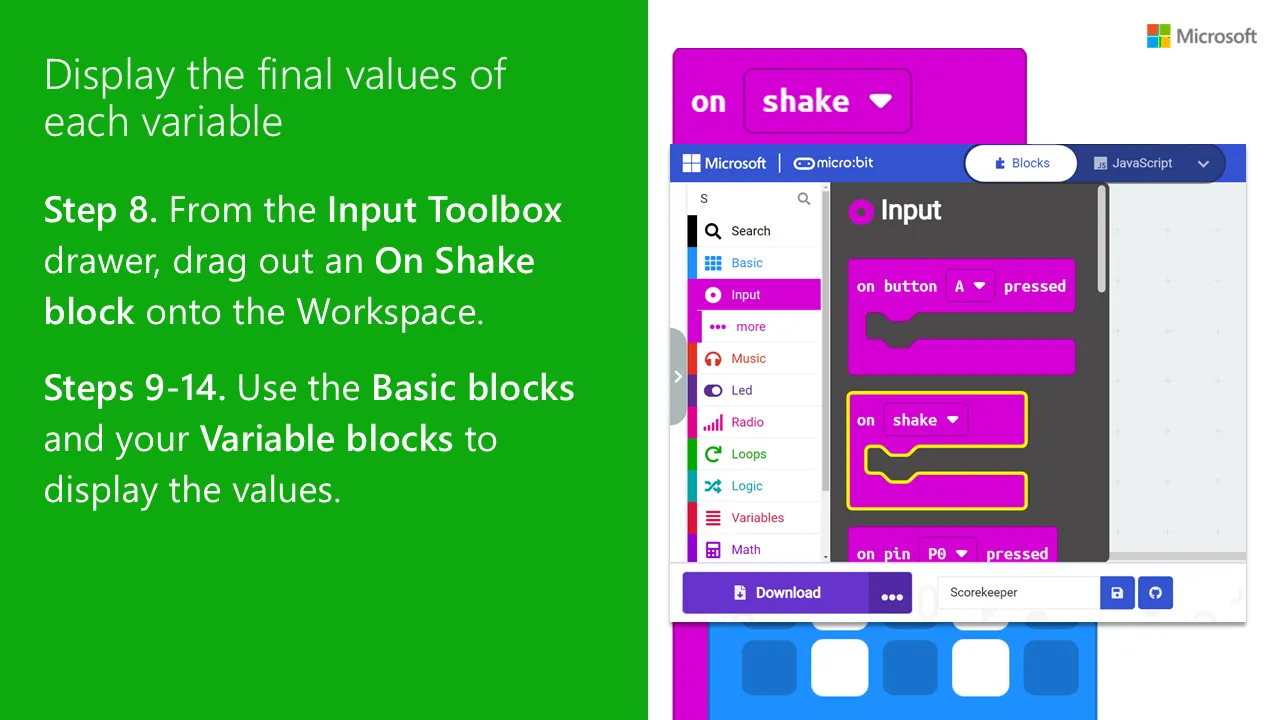 Display the final values of
each variable
Step 8. From the Input Toolbox
drawer, drag out an On Shake
block onto the Workspace.
Steps 9-14. Use the Basic blocks
and your Variable blocks to
display the values.
Microsoft
on shake
Microsoft | micro:bit
Blocks
JavaScript
S
Search
Basic
Input
more
Music
Led
Radio
Loops
Logic
Variables
Math
Input
on button A pressed
on shake
on pin P0 pressed
Download
Scorekeeper